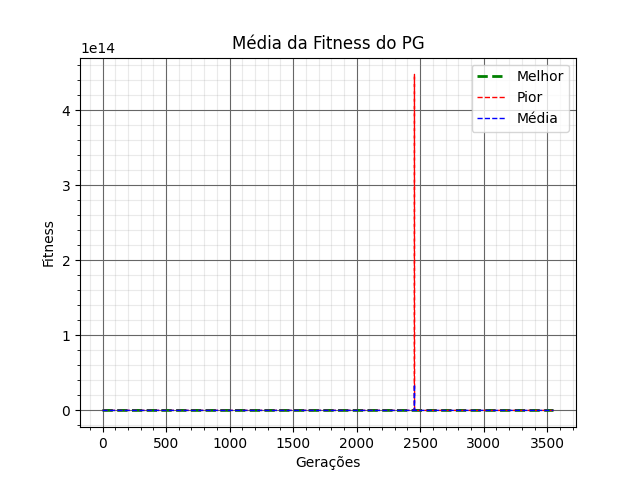 Média da Fitness do PG
1e14
Melhor
Pior
Média
4
3
2
1
0
Fitness
0 500 1000 1500 2000 2500 3000 3500
Gerações